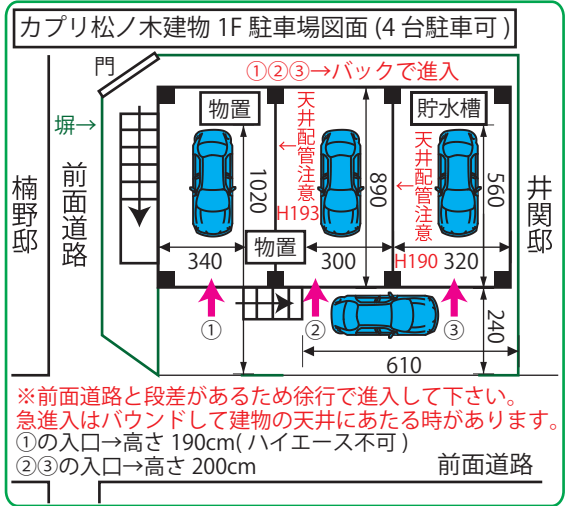 カプリ松ノ木建物 1F 駐車場図面 (4 台駐車可 )
門
①②③→バックで進入
塀→
物置
天井配管注意
←
H193
貯水槽
天井配管注意
←
H190
楠野邸
前面道路
井関邸
1020
890
560
物置
340
300
320
①
②
③
240
610
※前面道路と段差があるため徐行で進入して下さい。
急進入はバウンドして建物の天井にあたる時があります。
①の入口→高さ 190cm( ハイエース不可 )
②③の入口→高さ 200cm
前面道路